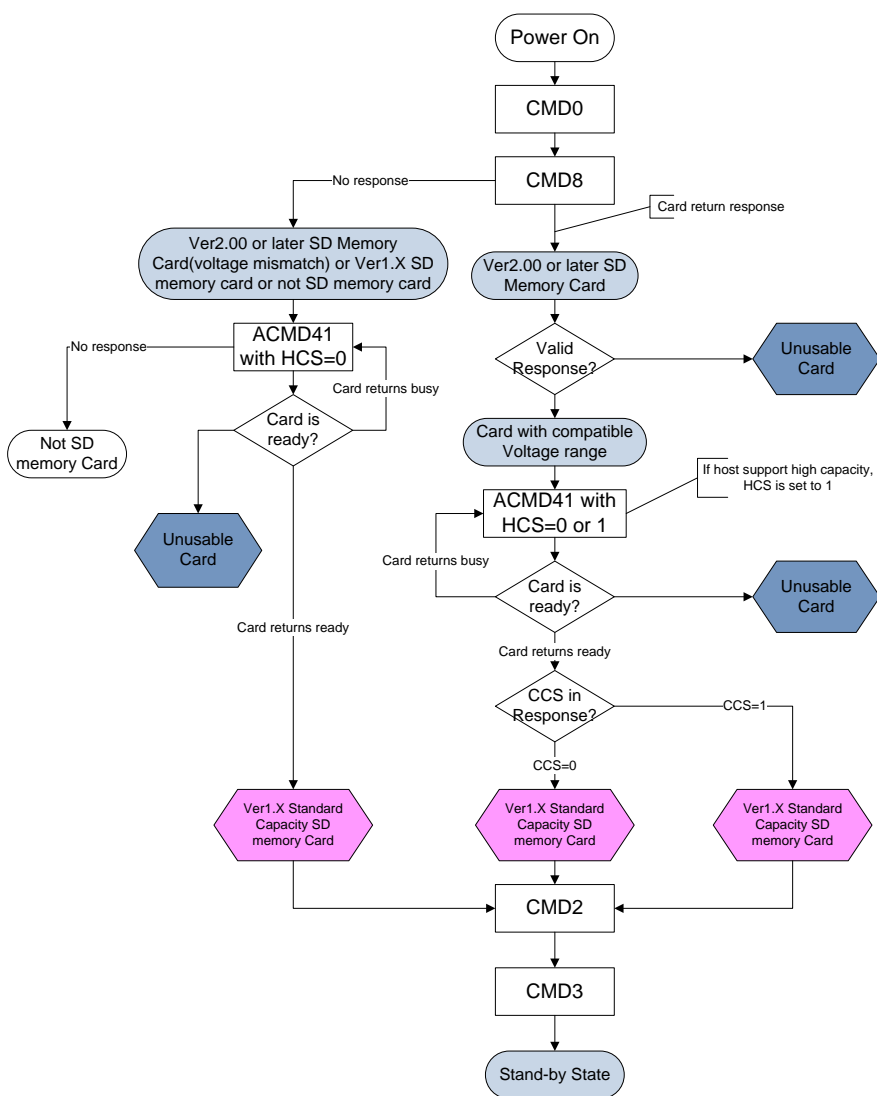 Power On
CMD0
CMD8
No response
Card return response
Ver2.00 or later SD Memory
Card(voltage mismatch) or Ver1.X SD
memory card or not SD memory card
Ver2.00 or later SD
Memory Card
ACMD41
with HCS=0
No response
Card returns busy
Valid
Response?
Unusable
Card
Card is
ready?
Not SD
memory Card
Card with compatible
Voltage range
If host support high capacity,
HCS is set to 1
ACMD41 with
HCS=0 or 1
Unusable
Card
Card returns busy
Card is
ready?
Unusable
Card
Card returns ready
Card returns ready
CCS in
Response?
CCS=1
CCS=0
Ver1.X Standard
Capacity SD
memory Card
Ver1.X Standard
Capacity SD
memory Card
Ver1.X Standard
Capacity SD
memory Card
CMD2
CMD3
Stand-by State